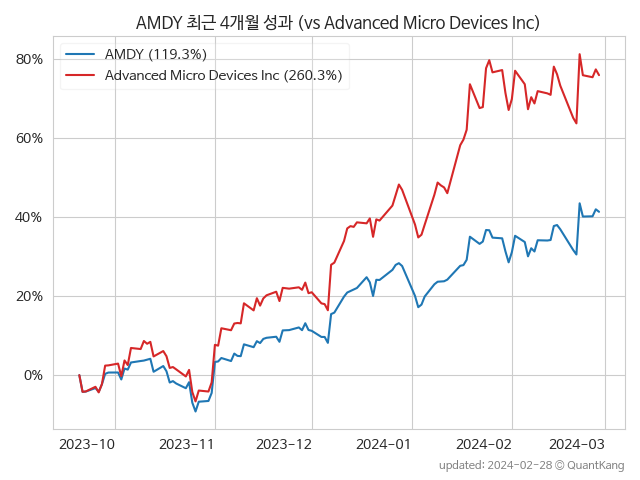 AMDY 최근 4개월 성과 (vs Advanced Micro Devices Inc)
AMDY (119.3%)
Advanced Micro Devices Inc (260.3%)
80%
60%
40%
20%
0%
2023-10 2023-11 2023-12 2024-01 2024-02 2024-03
updated: 2024-02-28 © QuantKang